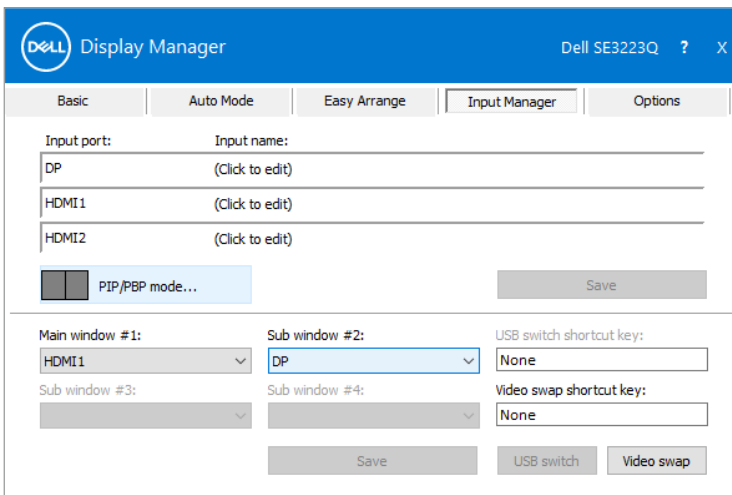 DELL Display Manager Dell SE3223Q ? X
Basic Auto Mode Easy Arrange Input Manager Options
Input port: Input name:
DP (Click to edit)
HDMI1 (Click to edit)
HDMI2 (Click to edit)
PIP/PBP mode... Save
Main window #1: Sub window #2: USB switch shortcut key:
HDMI1 DP None
Sub window #3: Sub window #4: Video swap shortcut key:
None
Save USB switch Video swap